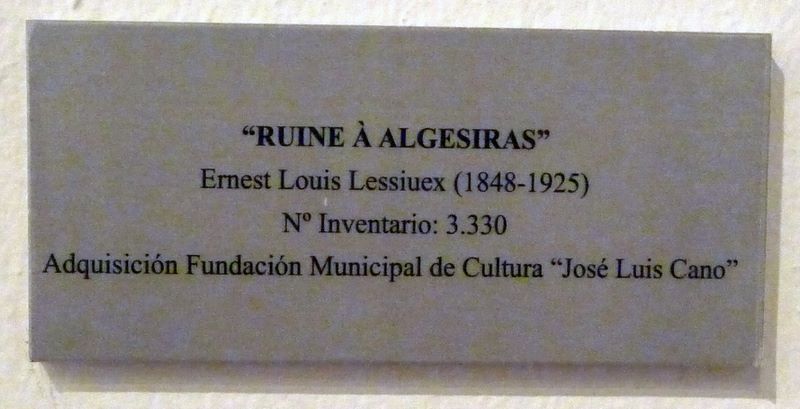 “RUINE À ALGESIRAS”
Ernest Louis Lessiuex (1848-1925)
Nº Inventario: 3.330
Adquisición Fundación Municipal de Cultura “José Luis Cano”